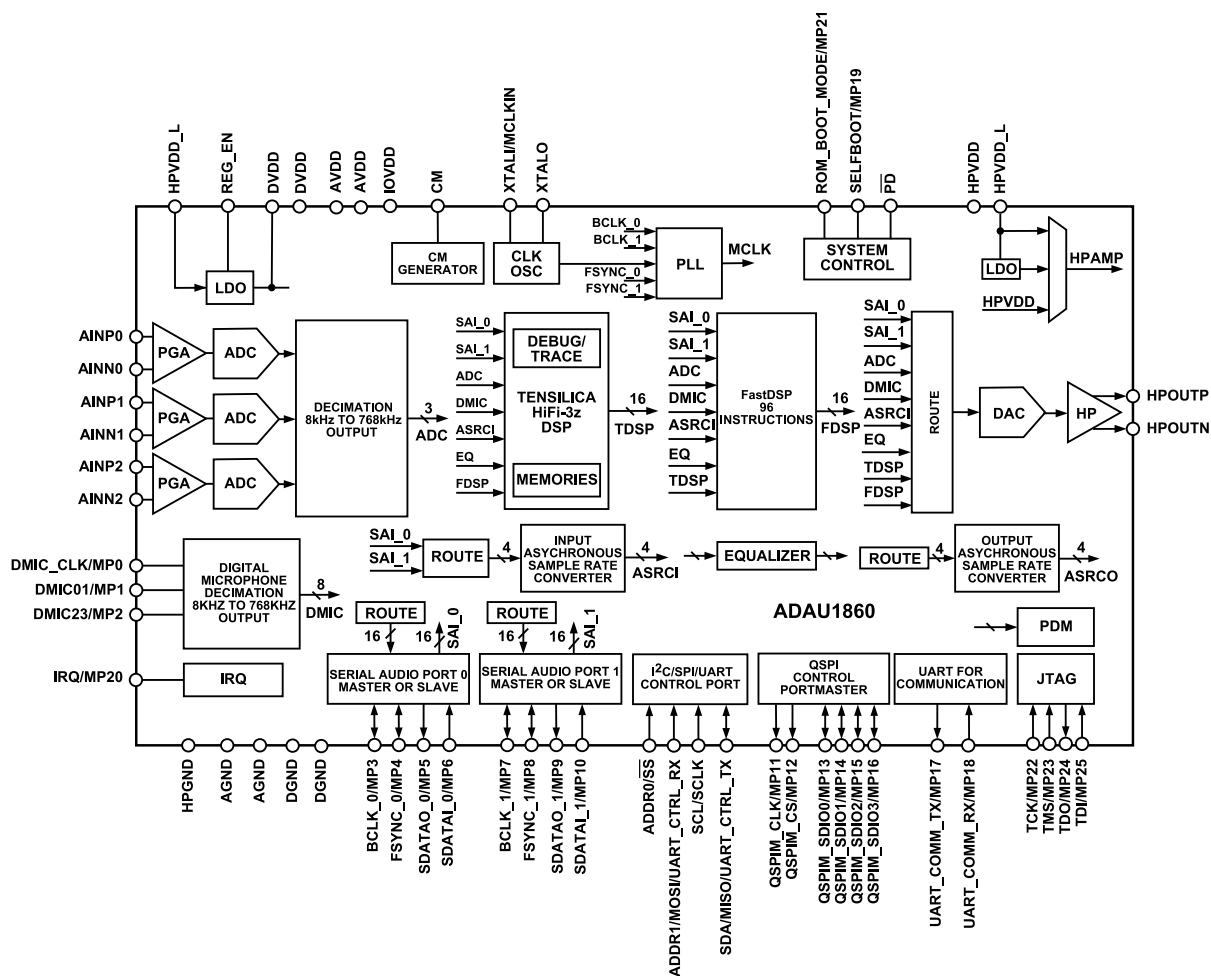 HPVDD_L
REG_EN
DVDD
DVDD
AVDD
AVDD
IOVDD
CM
XTALI/MCLKIN
XTALO
ROM_BOOT_MODE/MP21
SELFBOOT/MP19
PD
HPVDD
HPVDD_L
LDO
CM
GENERATOR
CLK
OSC
BCLK_0
BCLK_1
FSYNC_0
FSYNC_1
PLL
MCLK
SYSTEM
CONTROL
LDO
HPVDD
HPAMP
AINP0
AINN0
AINP1
AINN1
AINP2
AINN2
PGA
ADC
PGA
ADC
PGA
ADC
DECIMATION
8kHz TO 768kHz
OUTPUT
3
ADC
SAI_0
SAI_1
ADC
DMIC
ASRCI
EQ
FDSP
DEBUG/
TRACE
TENSILICA
HiFi-3z
DSP
MEMORIES
16
TDSP
SAI_0
SAI_1
ADC
DMIC
ASRCI
EQ
TDSP
FastDSP
96
INSTRUCTIONS
16
FDSP
SAI_0
SAI_1
ADC
DMIC
ASRCI
EQ
TDSP
FDSP
ROUTE
DAC
HP
HPOUTP
HPOUTN
DMIC_CLK/MP0
DMIC01/MP1
DMIC23/MP2
DIGITAL
MICROPHONE
DECIMATION
8KHZ TO 768KHZ
OUTPUT
8
DMIC
SAI_0
SAI_1
ROUTE
4
INPUT
ASYCHRONOUS
SAMPLE RATE
CONVERTER
4
ASRCI
EQUALIZER
ROUTE
4
OUTPUT
ASYCHRONOUS
SAMPLE RATE
CONVERTER
4
ASRCO
ADAU1860
ROUTE
16
16
SAI_0
ROUTE
16
16
SAI_1
PDM
IRQ/MP20
IRQ
SERIAL AUDIO PORT 0
MASTER OR SLAVE
SERIAL AUDIO PORT 1
MASTER OR SLAVE
I2C/SPI/UART
CONTROL PORT
QSPI
CONTROL
PORTMASTER
UART FOR
COMMUNICATION
JTAG
HPGND
AGND
AGND
DGND
DGND
BCLK_0/MP3
FSYNC_0/MP4
SDATAO_0/MP5
SDATAI_0/MP6
BCLK_1/MP7
FSYNC_1/MP8
SDATAO_1/MP9
SDATAI_1/MP10
ADDR0/SS
ADDR1/MOSI/UART_CTRL_RX
SCL/SCLK
SDA/MISO/UART_CTRL_TX
QSPIM_CLK/MP11
QSPIM_CS/MP12
QSPIM_SDIO0/MP13
QSPIM_SDIO1/MP14
QSPIM_SDIO2/MP15
QSPIM_SDIO3/MP16
UART_COMM_TX/MP17
UART_COMM_RX/MP18
TCK/MP22
TMS/MP23
TDO/MP24
TDI/MP25